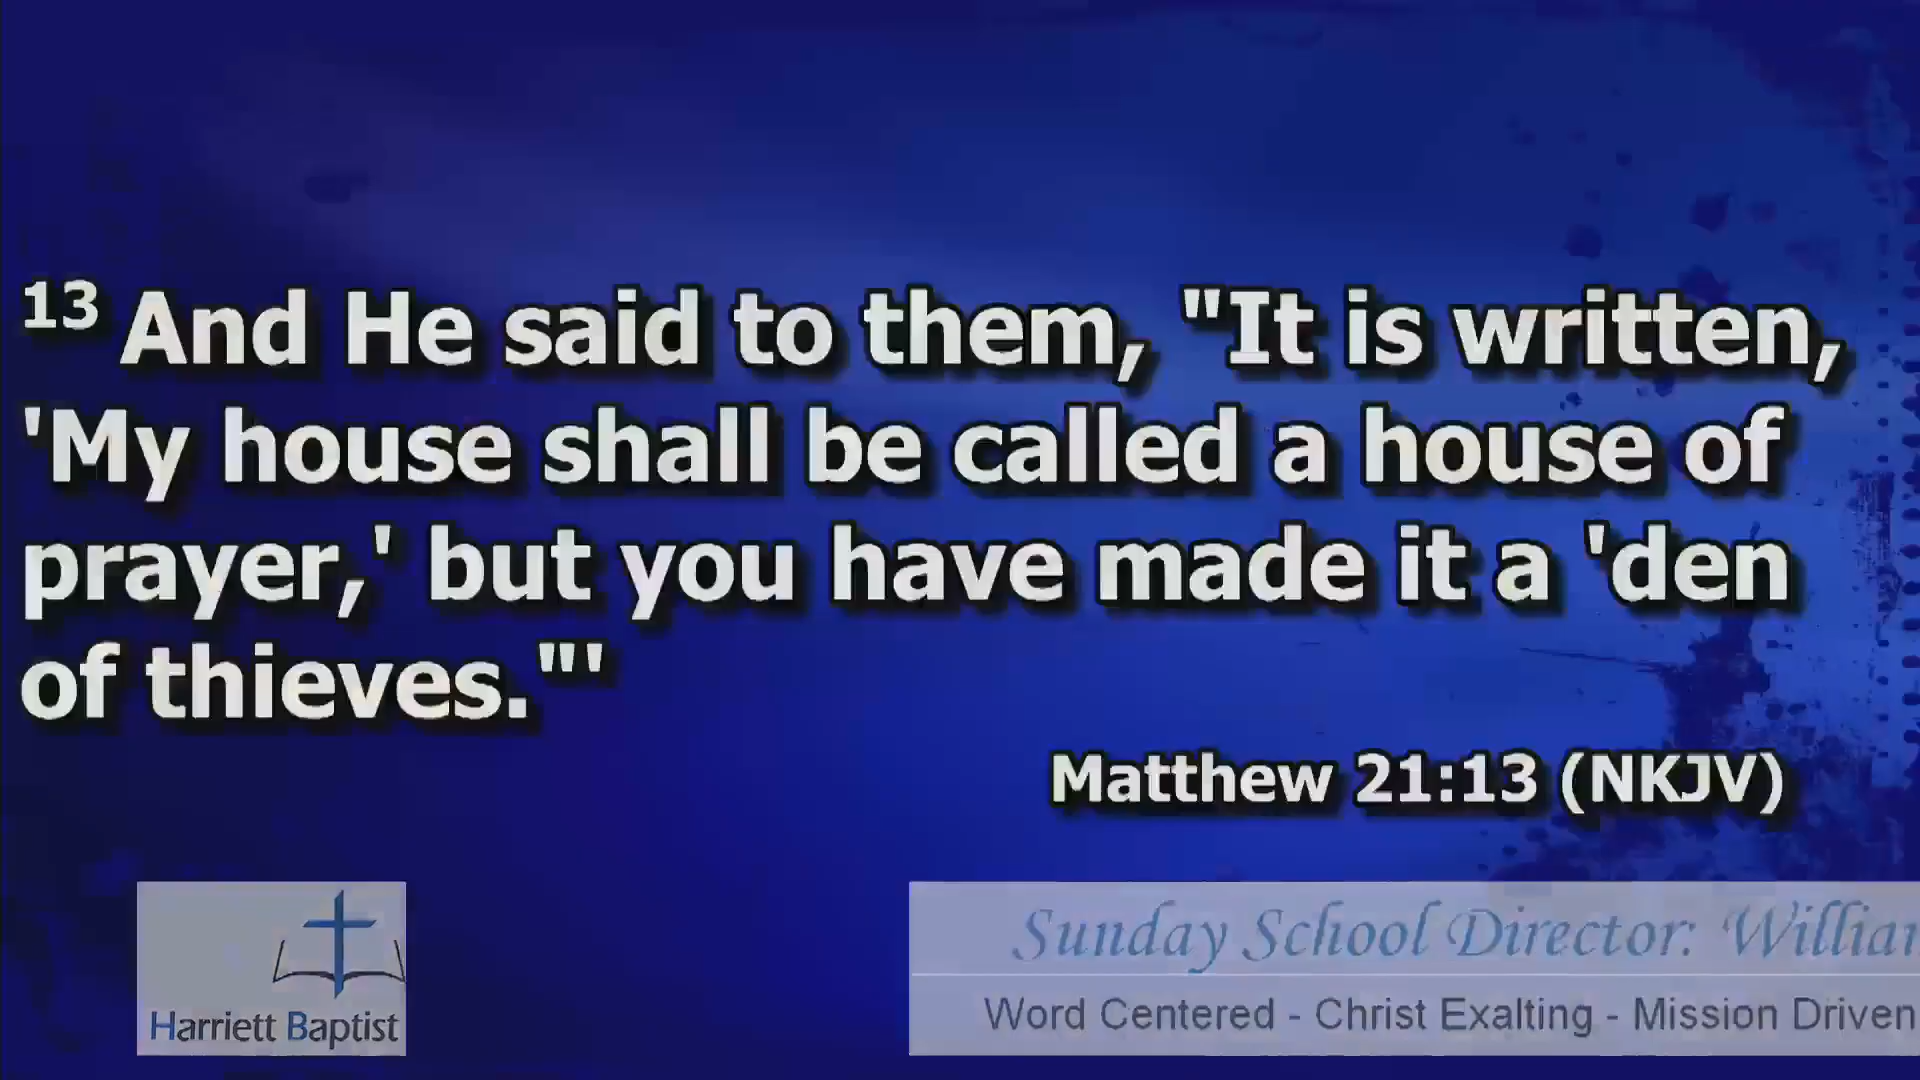 13 And He said to them, "It is written,
'My house shall be called a house of
prayer,' but you have made it a 'den
of thieves."'
Matthew 21:13 (NKJV)
Harriett Baptist
Sunday School Director:
Word Centered - Christ Exalting - Mission Driven